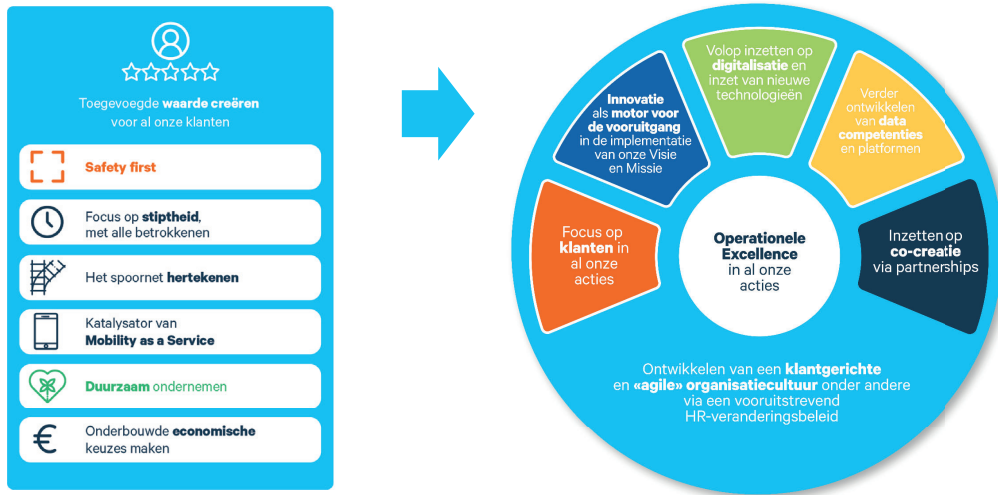 Toegevoegde waarde creëren
voor al onze klanten
Safety first
Focus op stiptheid,
met alle betrokkenen
Het spoornet hertekenen
Katalysator van
Mobility as a Service
Duurzaam ondernemen
€
Onderbouwde economische
keuzes maken
Focus op
klanten in
al onze
acties
Innovatie
als motor voor
de vooruitgang
in de implementatie
van onze Visie
en Missie
Volop inzetten op
digitalisatie en
inzet van nieuwe
technologieën
Verder
ontwikkelen
van data
competenties
en platformen
Inzetten op
co-creatie
via partnerships
Operationele
Excellence
in al onze
acties
Ontwikkelen van een klantgerichte
en «agile» organisatiecultuur onder andere
via een vooruitstrevend
HR-veranderingsbeleid